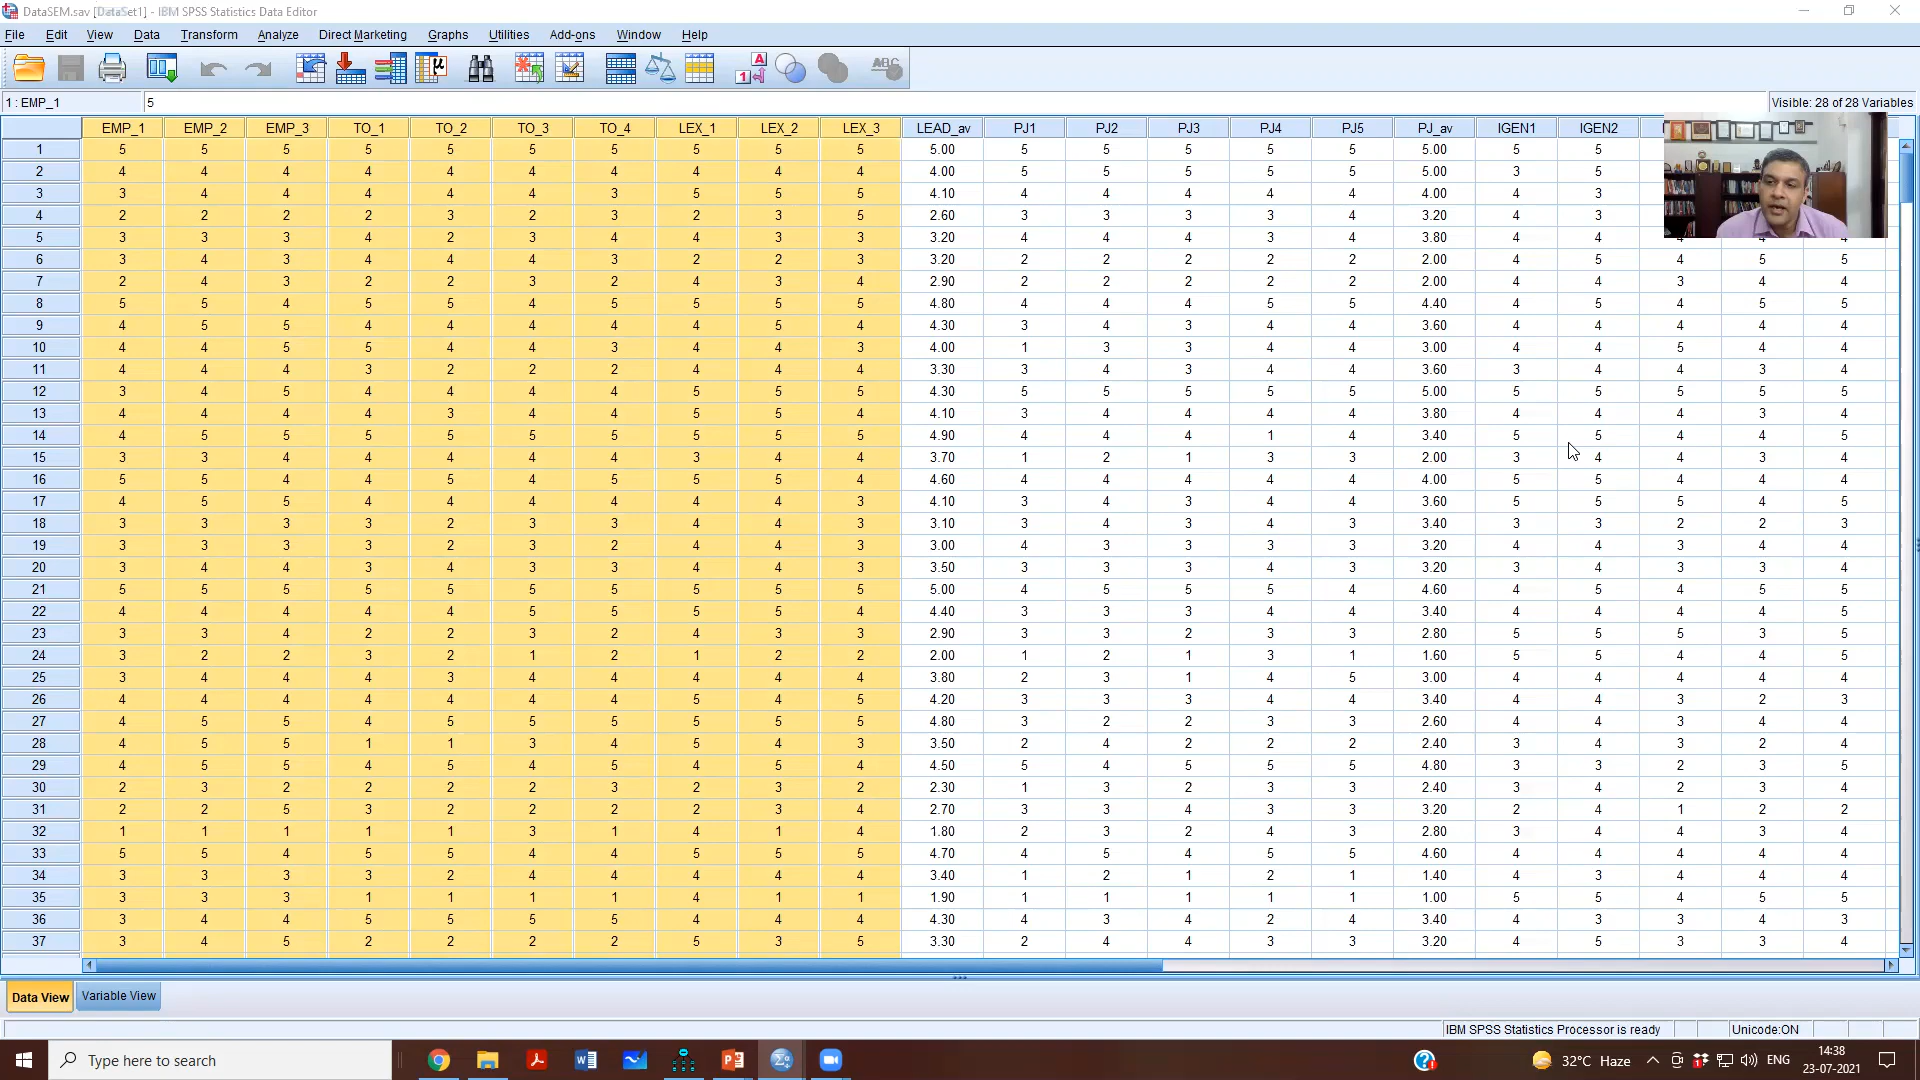 DataSEM.sav [DataSet1] - IBM SPSS Statistics Data Editor
File Edit View Data Transform Analyze Direct Marketing Graphs Utilities Add-ons Window Help
1 : EMP_1 5 Visible: 28 of 28 Variables
EMP_1 EMP_2 EMP_3 TO_1 TO_2 TO_3 TO_4 LEX_1 LEX_2 LEX_3 LEAD_av PJ1 PJ2 PJ3 PJ4 PJ5 PJ_av IGEN1 IGEN2
1 5 5 5 5 5 5 5 5 5 5 5.00 5 5 5 5 5 5.00 5 5
2 4 4 4 4 4 4 4 4 4 4 4.00 5 5 5 5 5 5.00 3 5
3 3 4 4 4 4 4 3 5 5 5 4.10 4 4 4 4 4 4.00 4 3
4 2 2 2 2 3 2 3 2 3 5 2.60 3 3 3 3 4 3.20 4 3
5 3 3 3 4 2 3 4 4 3 3 3.20 4 4 4 3 4 3.80 4 4 4 4 4
6 3 4 3 4 4 4 3 2 2 3 3.20 2 2 2 2 2 2.00 4 5 4 5 5
7 2 4 3 2 2 3 2 4 3 4 2.90 2 2 2 2 2 2.00 4 4 3 4 4
8 5 5 4 5 5 4 5 5 5 5 4.80 4 4 4 5 5 4.40 4 5 4 5 5
9 4 5 5 4 4 4 4 4 5 4 4.30 3 4 3 4 4 3.60 4 4 4 4 4
10 4 4 5 5 4 4 3 4 4 3 4.00 1 3 3 4 4 3.00 4 4 5 4 4
11 4 4 4 3 2 2 2 4 4 4 3.30 3 4 3 4 4 3.60 3 4 4 3 4
12 3 4 5 4 4 4 4 5 5 5 4.30 5 5 5 5 5 5.00 5 5 5 5 5
13 4 4 4 4 3 4 4 5 5 4 4.10 3 4 4 4 4 3.80 4 4 4 3 4
14 4 5 5 5 5 5 5 5 5 5 4.90 4 4 4 1 4 3.40 5 5 4 4 5
15 3 3 4 4 4 4 4 3 4 4 3.70 1 2 1 3 3 2.00 3 4 4 3 4
16 5 5 4 4 5 4 5 5 5 4 4.60 4 4 4 4 4 4.00 5 5 4 4 4
17 4 5 5 4 4 4 4 4 4 3 4.10 3 4 3 4 4 3.60 5 5 5 4 5
18 3 3 3 3 2 3 3 4 4 3 3.10 3 4 3 4 3 3.40 3 3 2 2 3
19 3 3 3 3 2 3 2 4 4 3 3.00 4 3 3 3 3 3.20 4 4 3 4 4
20 3 4 4 3 4 3 3 4 4 3 3.50 3 3 3 4 3 3.20 3 4 3 3 4
21 5 5 5 5 5 5 5 5 5 5 5.00 4 5 5 5 4 4.60 4 5 4 5 5
22 4 4 4 4 4 5 5 5 5 4 4.40 3 3 3 4 4 3.40 4 4 4 4 5
23 3 3 4 2 2 3 2 4 3 3 2.90 3 3 2 3 3 2.80 5 5 5 3 5
24 3 2 2 3 2 1 2 1 2 2 2.00 1 2 1 3 1 1.60 5 5 4 4 5
25 3 4 4 4 3 4 4 4 4 4 3.80 2 3 1 4 5 3.00 4 4 4 4 4
26 4 4 4 4 4 4 4 5 4 5 4.20 3 3 3 4 4 3.40 4 4 3 2 3
27 4 5 5 4 5 5 5 5 5 5 4.80 3 2 2 3 3 2.60 4 4 3 4 4
28 4 5 5 1 1 3 4 5 4 3 3.50 2 4 2 2 2 2.40 3 4 3 2 4
29 4 5 5 4 5 4 5 4 5 4 4.50 5 4 5 5 5 4.80 3 3 2 3 5
30 2 3 2 2 2 2 3 2 3 2 2.30 1 3 2 3 3 2.40 3 4 2 3 4
31 2 2 5 3 2 2 2 2 3 4 2.70 3 3 4 3 3 3.20 2 4 1 2 2
32 1 1 1 1 1 3 1 4 1 4 1.80 2 3 2 4 3 2.80 3 4 4 3 4
33 5 5 4 5 5 4 4 5 5 5 4.70 4 5 4 5 5 4.60 4 4 4 4 4
34 3 3 3 3 2 4 4 4 4 4 3.40 1 2 1 2 1 1.40 4 3 4 4 4
35 3 3 3 1 1 1 1 4 1 1 1.90 1 1 1 1 1 1.00 5 5 4 5 5
36 3 4 4 5 5 5 5 4 4 4 4.30 4 3 4 2 4 3.40 4 3 3 4 3
37 3 4 5 2 2 2 2 5 3 5 3.30 2 4 4 3 3 3.20 4 5 3 3 4
Data View Variable View
IBM SPSS Statistics Processor is ready Unicode:ON
Type here to search 32°C Haze ENG 14:38
23-07-2021